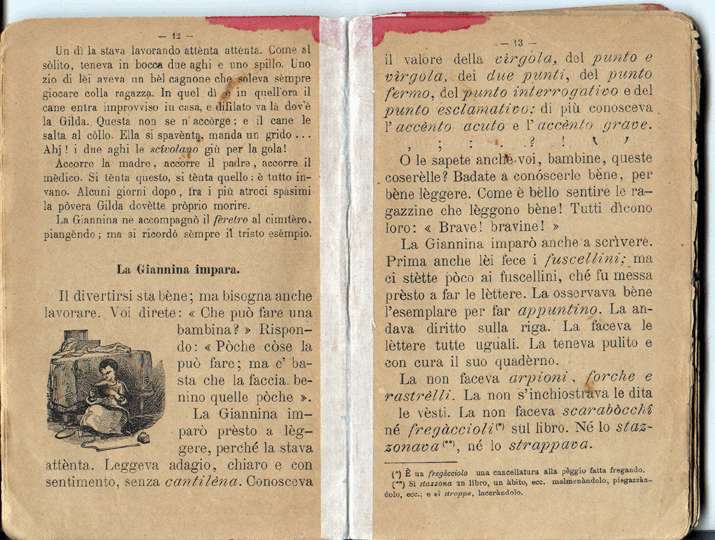 — 12 —
Un dì la stava lavorando attènta attènta. Come al
sòlito, teneva in bocca due aghi e uno spillo. Uno
zio di lèi aveva un bèl cagnone che soleva sèmpre
giocare colla ragazza. In quel dì e in quell'ora il
cane entra improvviso in casa, e difilato va là dov'è
la Gilda. Questa non se n'accòrge; e il cane le
salta al còllo. Ella si spavènta, manda un grido ...
Ahj! i due aghi le scivolano giù per la gola!
Accorre la madre, accorre il padre, accorre il
mèdico. Si tènta questo, si tènta quello: è tutto in-
vano. Alcuni giorni dopo, fra i più atroci spasimi
la pòvera Gilda dovètte pròprio morire.
La Giannina ne accompagnò il fèretro al cimitèro,
piangèndo; ma si ricordò sèmpre il tristo esèmpio.
La Giannina impara.
Il divertirsi sta bène; ma bisogna anche
lavorare. Voi direte: « Che può fare una
bambina? » Rispon-
do: « Pòche còse la
può fare; ma c' ba-
sta che la faccia be-
nino quelle pòche ».
La Giannina im-
parò prèsto a lèg-
gere, perché la stava
attènta. Leggeva adagio, chiaro e con
sentimento, senza cantilèna. Conosceva
— 13 —
il valore della vìrgola, del punto e
vìrgola, dei due punti, del punto
fermo, del punto interrogativo e del
punto esclamativo: di più conosceva
l'accènto acuto e l'accènto grave.
, ; : . ? ! ´ `
O le sapete anche voi, bambine, queste
coserèlle? Badate a conóscerle bène, per
bène lèggere. Come è bèllo sentire le ra-
gazzine che lèggono bène! Tutti dìcono
loro: « Brave! bravine! »
La Giannina imparò anche a scrìvere.
Prima anche lèi fece i fuscellini; ma
ci stètte pòco ai fuscellini, ché fu messa
prèsto a far le lèttere. La osservava bène
l'esemplare per far appuntino. La an-
dava diritto sulla riga. La faceva le
lèttere tutte uguali. La teneva pulito e
con cura il suo quadèrno.
La non faceva arpioni, forche e
rastrèlli. La non s'inchiostrava le dita
le vèsti. La non faceva scarabòcchî
né fregàccioli(*) sul libro. Né lo staz-
zonava(**), né lo strappava.
(*) È un fregàcciolo una cancellatura alla pèggio fatta fregando.
(**) Si stazzona un libro, un àbito, ecc. malmenàndolo, piegazzàn-
dolo, ecc.; e si strappa, laceràndolo.